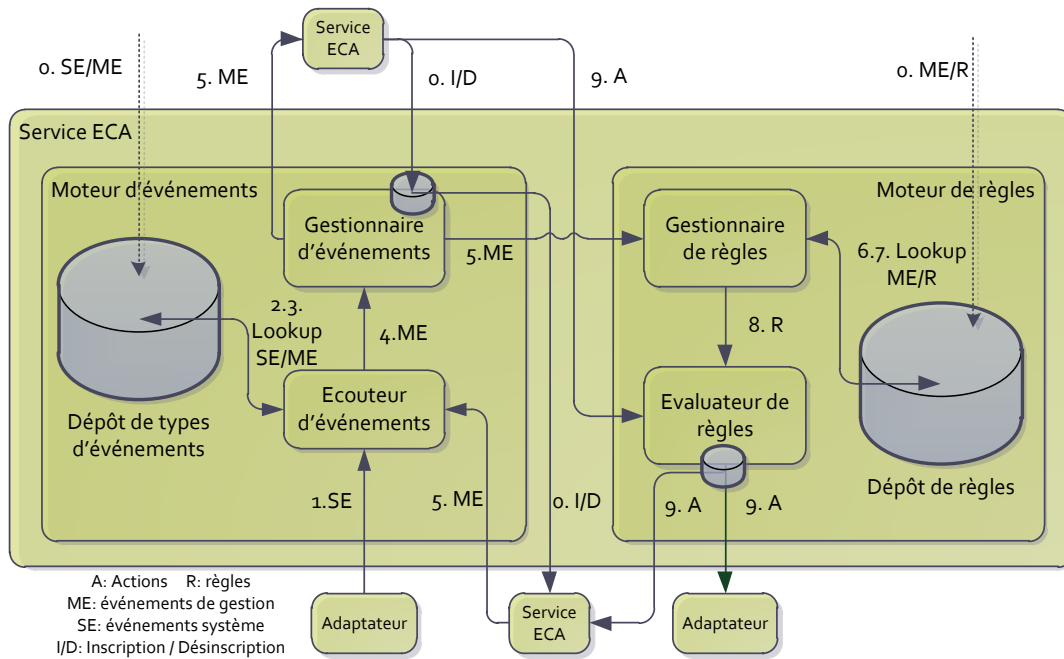 Service
ECA
0. SE/ME
5. ME
0. I/D
9. A
0. ME/R
Service ECA
Moteur d'événements
Moteur de règles
Gestionnaire
d'événements
5.ME
Gestionnaire
de règles
6.7. Lookup
ME/R
2.3.
Lookup
SE/ME
4.ME
8. R
Ecouteur
d'événements
Evaluateur de
règles
Dépôt de types
d'événements
Dépôt de règles
1.SE
5. ME
0. I/D
9. A
9. A
A: Actions R: règles
ME: événements de gestion
SE: événements système
I/D: Inscription / Désinscription
Adaptateur
Service
ECA
Adaptateur